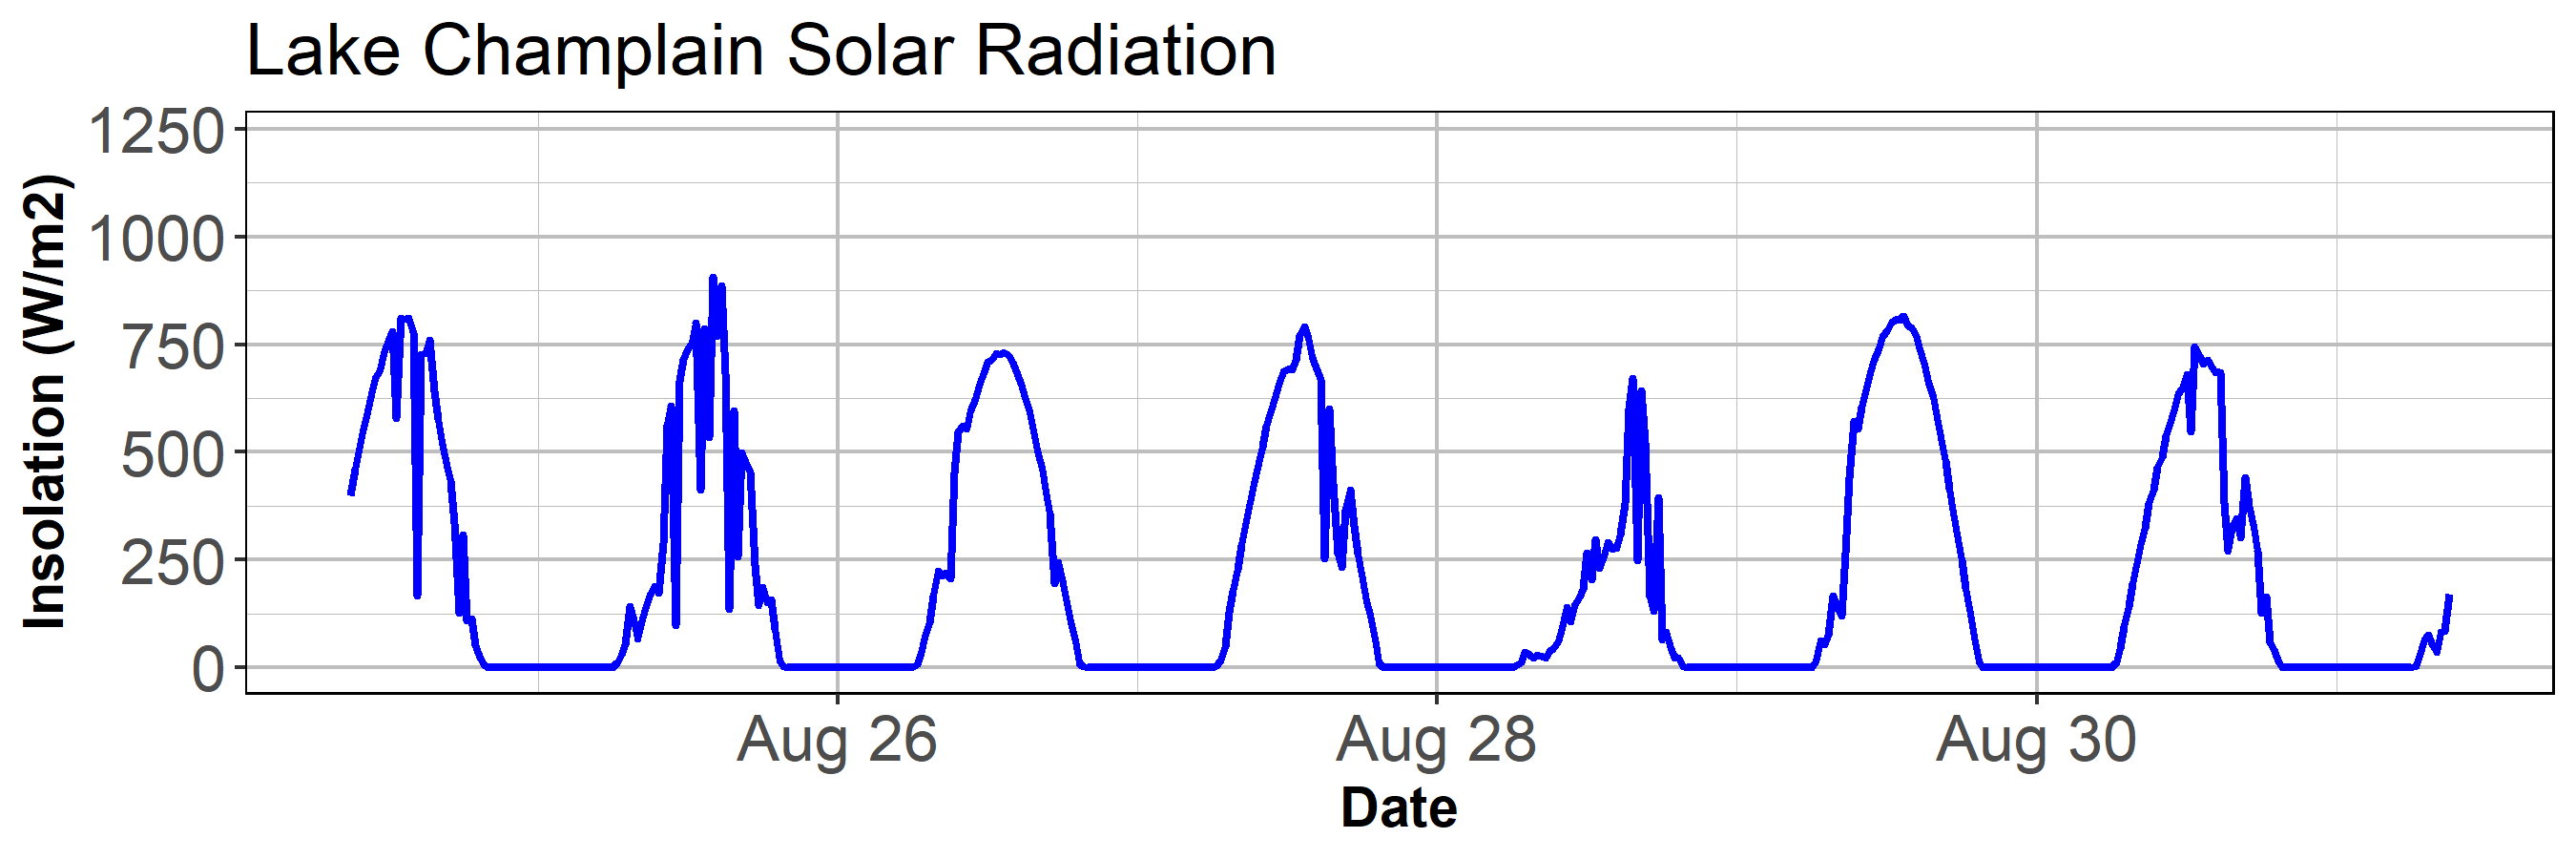 Lake Champlain Solar Radiation
1250
1000
750
500
250
0
Insolation (W/m2)
Aug 26 Aug 28 Aug 30
Date